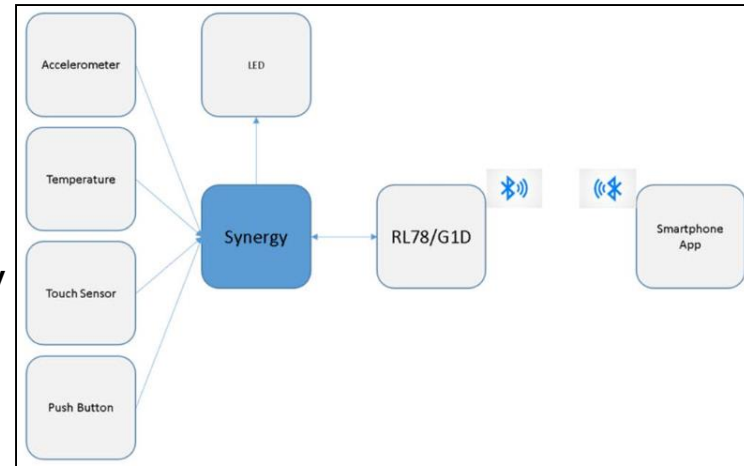 Accelerometer
LED
Temperature
Synergy
RL78/G1D
Smartphone
App
Touch Sensor
Push Button